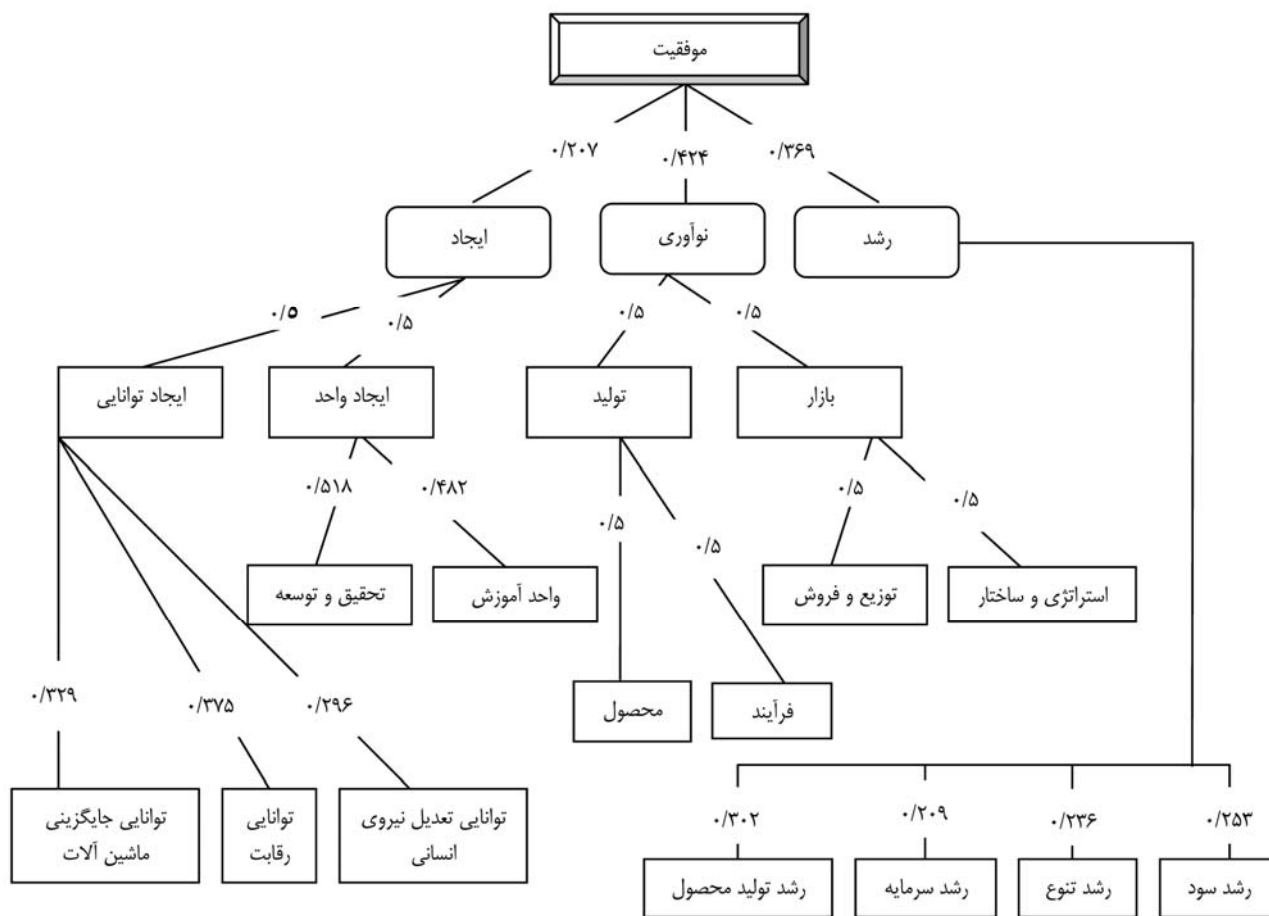 موفقیت
۰/۳۶۹
۰/۴۲۴
۰/۲۰۷
رشد
نوآوری
ایجاد
۰/۵
۰/۵
۰/۵
۰/۵
بازار
تولید
ایجاد واحد
ایجاد توانایی
۰/۵
۰/۵
۰/۵
۰/۵
۰/۴۸۲
۰/۵۱۸
استراتژی و ساختار
توزیع و فروش
واحد آموزش
تحقیق و توسعه
فرآیند
محصول
۰/۲۹۶
۰/۳۷۵
۰/۳۲۹
توانایی تعدیل نیروی
انسانی
توانایی
رقابت
توانایی جایگزینی
ماشین آلات
۰/۲۵۳
۰/۲۳۶
۰/۲۰۹
۰/۳۰۲
رشد سود
رشد تنوع
رشد سرمایه
رشد تولید محصول